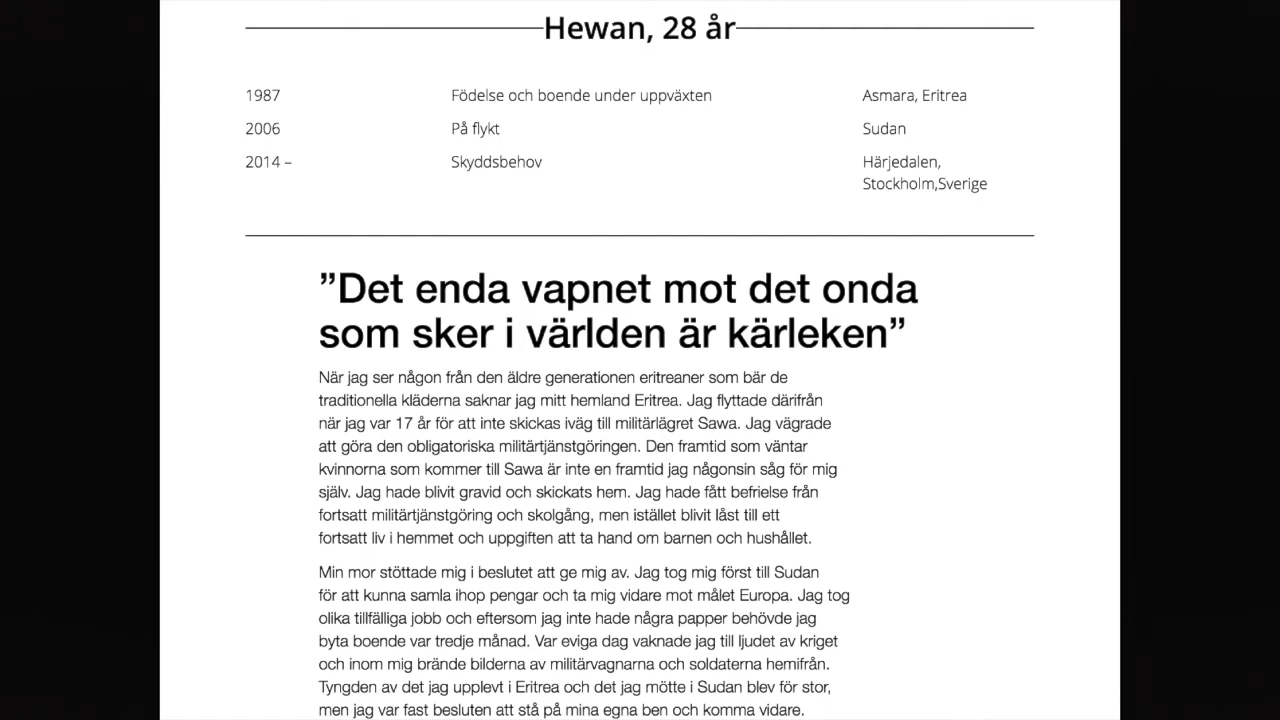 Hewan, 28 år
1987 Födelse och boende under uppväxten Asmara, Eritrea
2006 På flykt Sudan
2014 – Skyddsbehov Härjedalen,
Stockholm,Sverige
”Det enda vapnet mot det onda
som sker i världen är kärleken”
När jag ser någon från den äldre generationen eritreaner som bär de
traditionella kläderna saknar jag mitt hemland Eritrea. Jag flyttade därifrån
när jag var 17 år för att inte skickas iväg till militärlägret Sawa. Jag vägrade
att göra den obligatoriska militärtjänstgöringen. Den framtid som väntar
kvinnorna som kommer till Sawa är inte en framtid jag någonsin såg för mig
själv. Jag hade blivit gravid och skickats hem. Jag hade fått befrielse från
fortsatt militärtjänstgöring och skolgång, men istället blivit låst till ett
fortsatt liv i hemmet och uppgiften att ta hand om barnen och hushållet.
Min mor stöttade mig i beslutet att ge mig av. Jag tog mig först till Sudan
för att kunna samla ihop pengar och ta mig vidare mot målet Europa. Jag tog
olika tillfälliga jobb och eftersom jag inte hade några papper behövde jag
byta boende var tredje månad. Var eviga dag vaknade jag till ljudet av kriget
och inom mig brände bilderna av militärvagnarna och soldaterna hemifrån.
Tyngden av det jag upplevt i Eritrea och det jag mötte i Sudan blev för stor,
men jag var fast besluten att stå på mina egna ben och komma vidare.